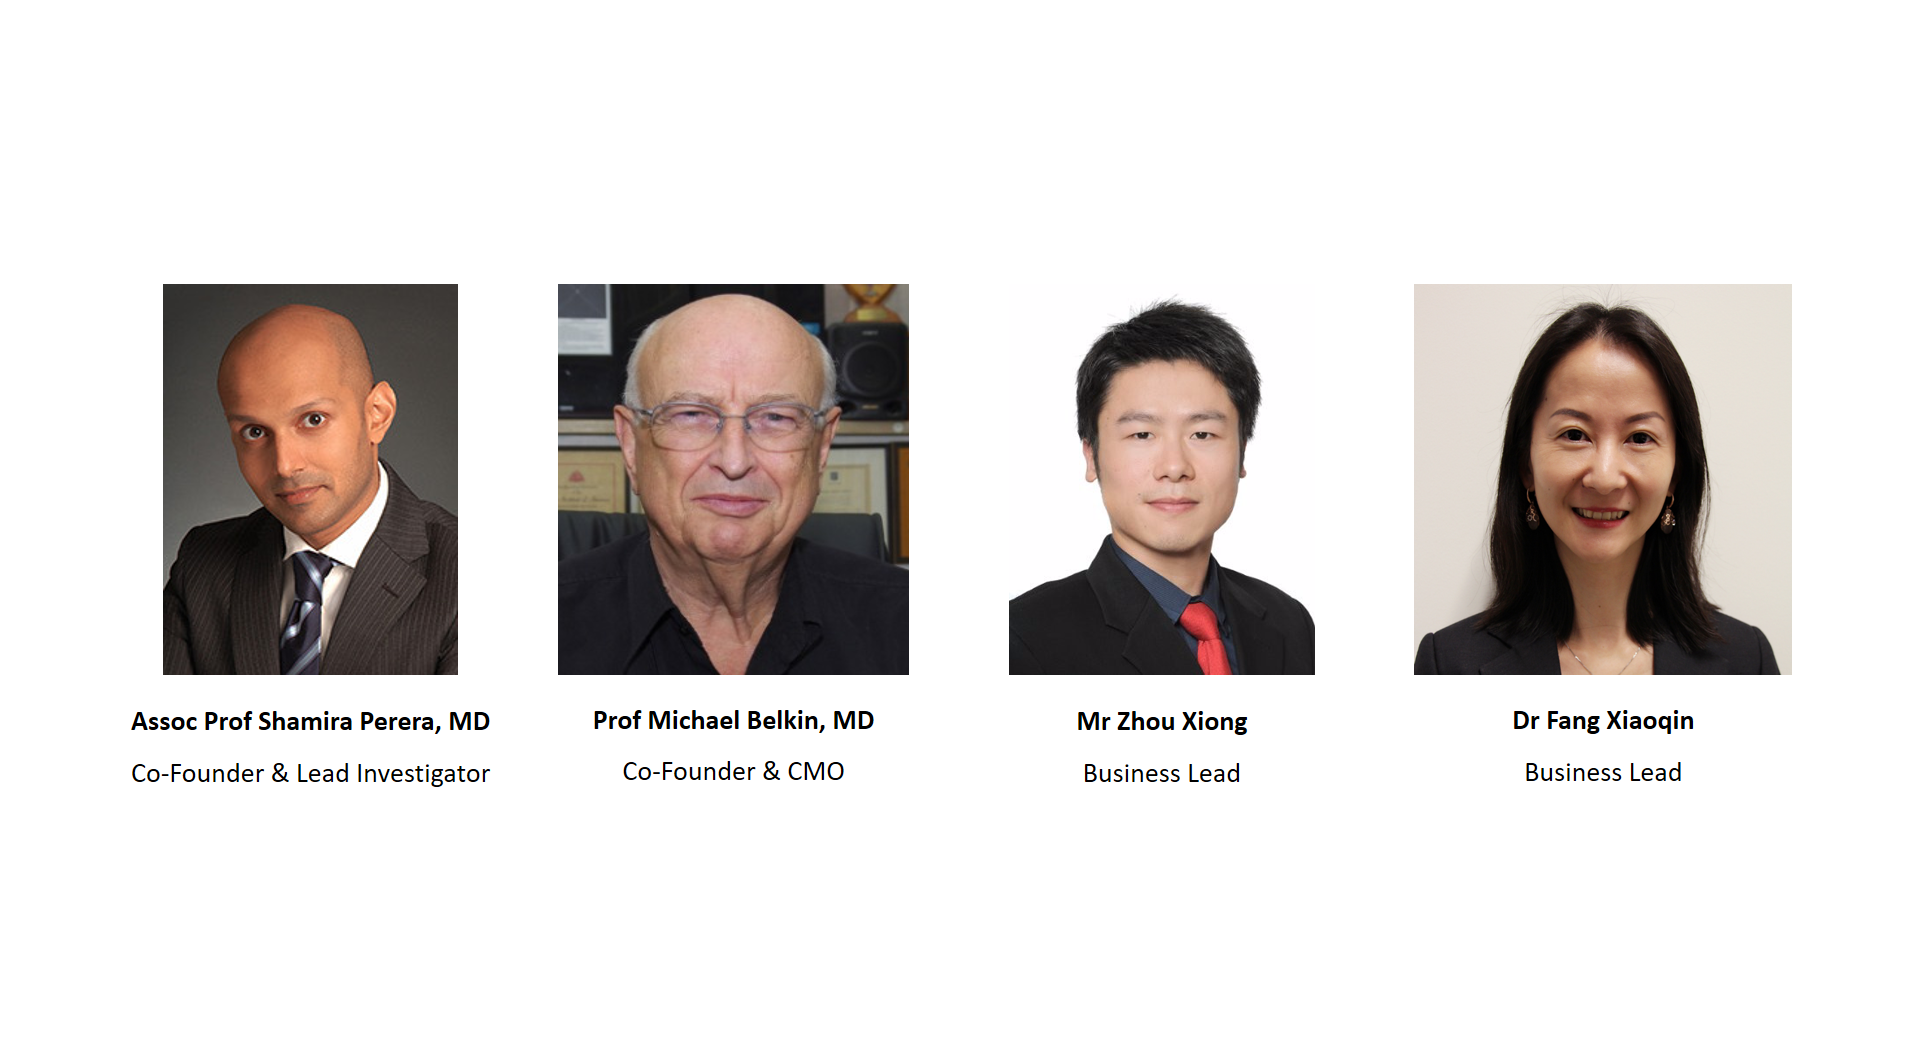 Assoc Prof Shamira Perera, MD
Co-Founder & Lead Investigator
Prof Michael Belkin, MD
Co-Founder & CMO
Mr Zhou Xiong
Business Lead
Dr Fang Xiaoqin
Business Lead